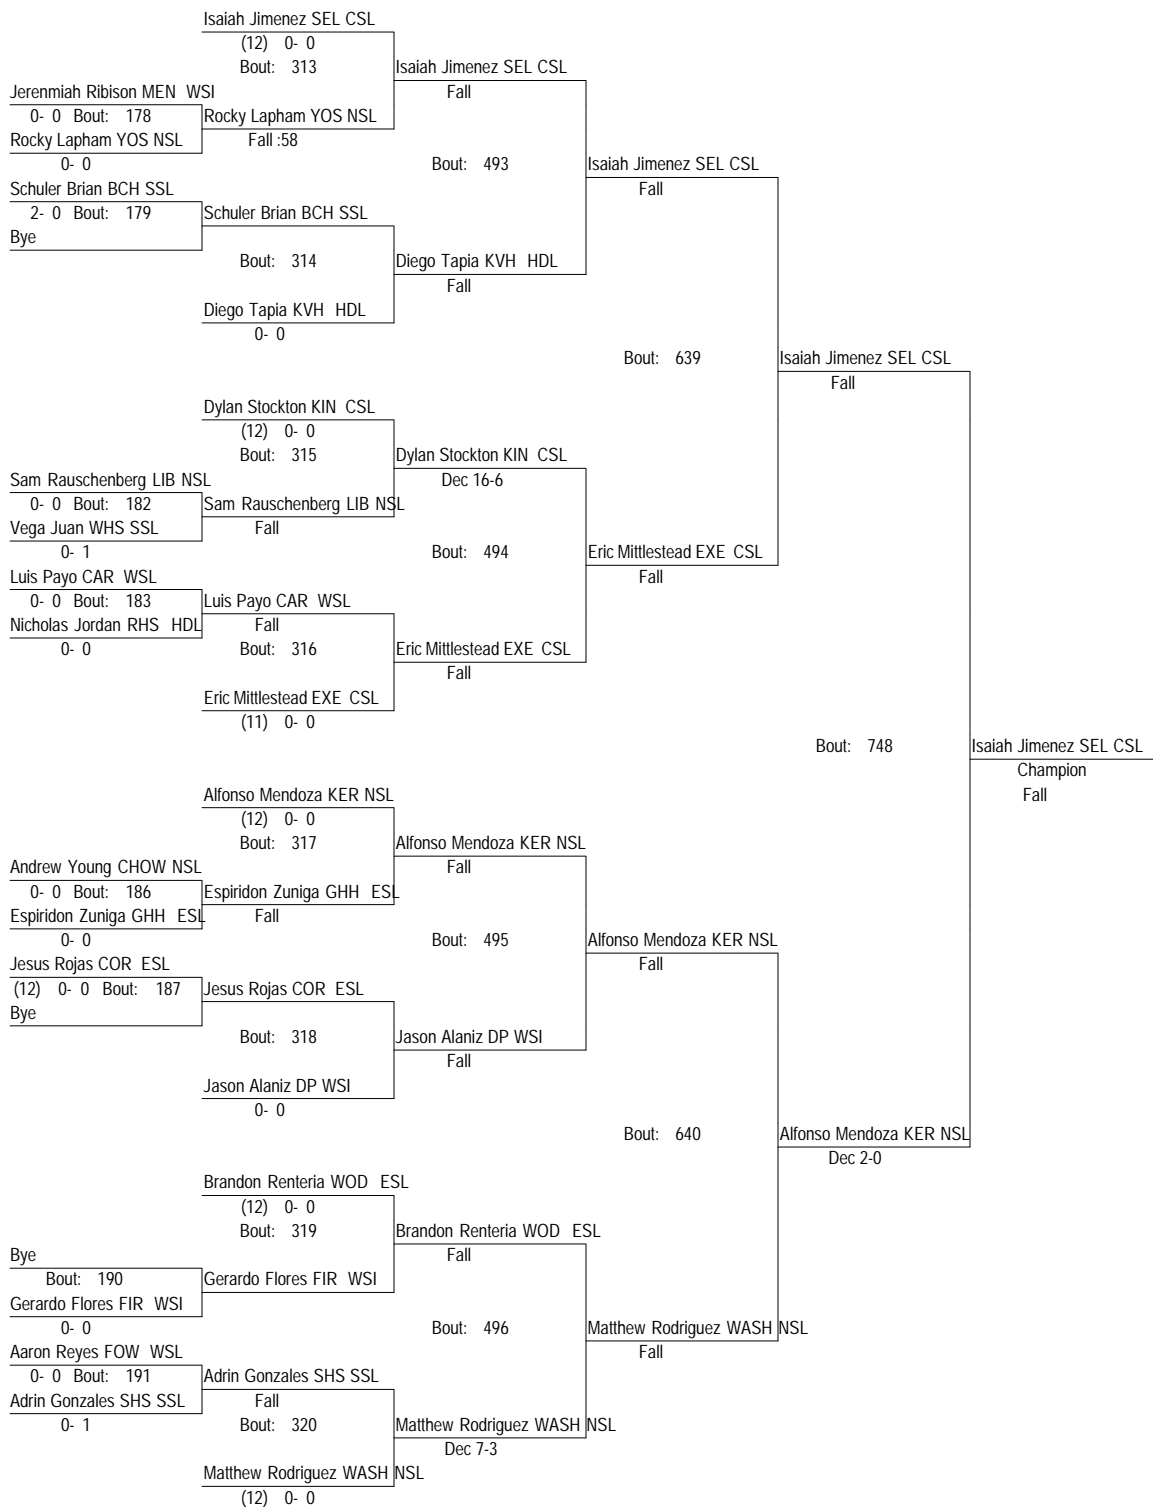 Isaiah Jimenez SEL CSL
(12) 0- 0
Bout: 313
Isaiah Jimenez SEL CSL
Fall
Jerenmiah Ribison MEN WSI
0- 0 Bout: 178
Rocky Lapham YOS NSL
Rocky Lapham YOS NSL
Fall :58
0- 0
Bout: 493
Isaiah Jimenez SEL CSL
Fall
Schuler Brian BCH SSL
2- 0 Bout: 179
Schuler Brian BCH SSL
Bye
Bout: 314
Diego Tapia KVH HDL
Fall
Diego Tapia KVH HDL
0- 0
Bout: 639
Isaiah Jimenez SEL CSL
Fall
Dylan Stockton KIN CSL
(12) 0- 0
Bout: 315
Dylan Stockton KIN CSL
Dec 16-6
Sam Rauschenberg LIB NSL
0- 0 Bout: 182
Sam Rauschenberg LIB NSL
Vega Juan WHS SSL
Fall
0- 1
Bout: 494
Eric Mittlestead EXE CSL
Fall
Luis Payo CAR WSL
0- 0 Bout: 183
Luis Payo CAR WSL
Nicholas Jordan RHS HDL
Fall
0- 0
Bout: 316
Eric Mittlestead EXE CSL
Fall
Eric Mittlestead EXE CSL
(11) 0- 0
Bout: 748
Isaiah Jimenez SEL CSL
Champion
Fall
Alfonso Mendoza KER NSL
(12) 0- 0
Bout: 317
Alfonso Mendoza KER NSL
Fall
Andrew Young CHOW NSL
0- 0 Bout: 186
Espiridon Zuniga GHH ESL
Espiridon Zuniga GHH ESL
Fall
0- 0
Bout: 495
Alfonso Mendoza KER NSL
Fall
Jesus Rojas COR ESL
(12) 0- 0 Bout: 187
Jesus Rojas COR ESL
Bye
Bout: 318
Jason Alaniz DP WSI
Fall
Jason Alaniz DP WSI
0- 0
Bout: 640
Alfonso Mendoza KER NSL
Dec 2-0
Brandon Renteria WOD ESL
(12) 0- 0
Bout: 319
Brandon Renteria WOD ESL
Fall
Bye
Bout: 190
Gerardo Flores FIR WSI
Gerardo Flores FIR WSI
0- 0
Bout: 496
Matthew Rodriguez WASH NSL
Fall
Aaron Reyes FOW WSL
0- 0 Bout: 191
Adrin Gonzales SHS SSL
Adrin Gonzales SHS SSL
Fall
0- 1
Bout: 320
Matthew Rodriguez WASH NSL
Dec 7-3
Matthew Rodriguez WASH NSL
(12) 0- 0